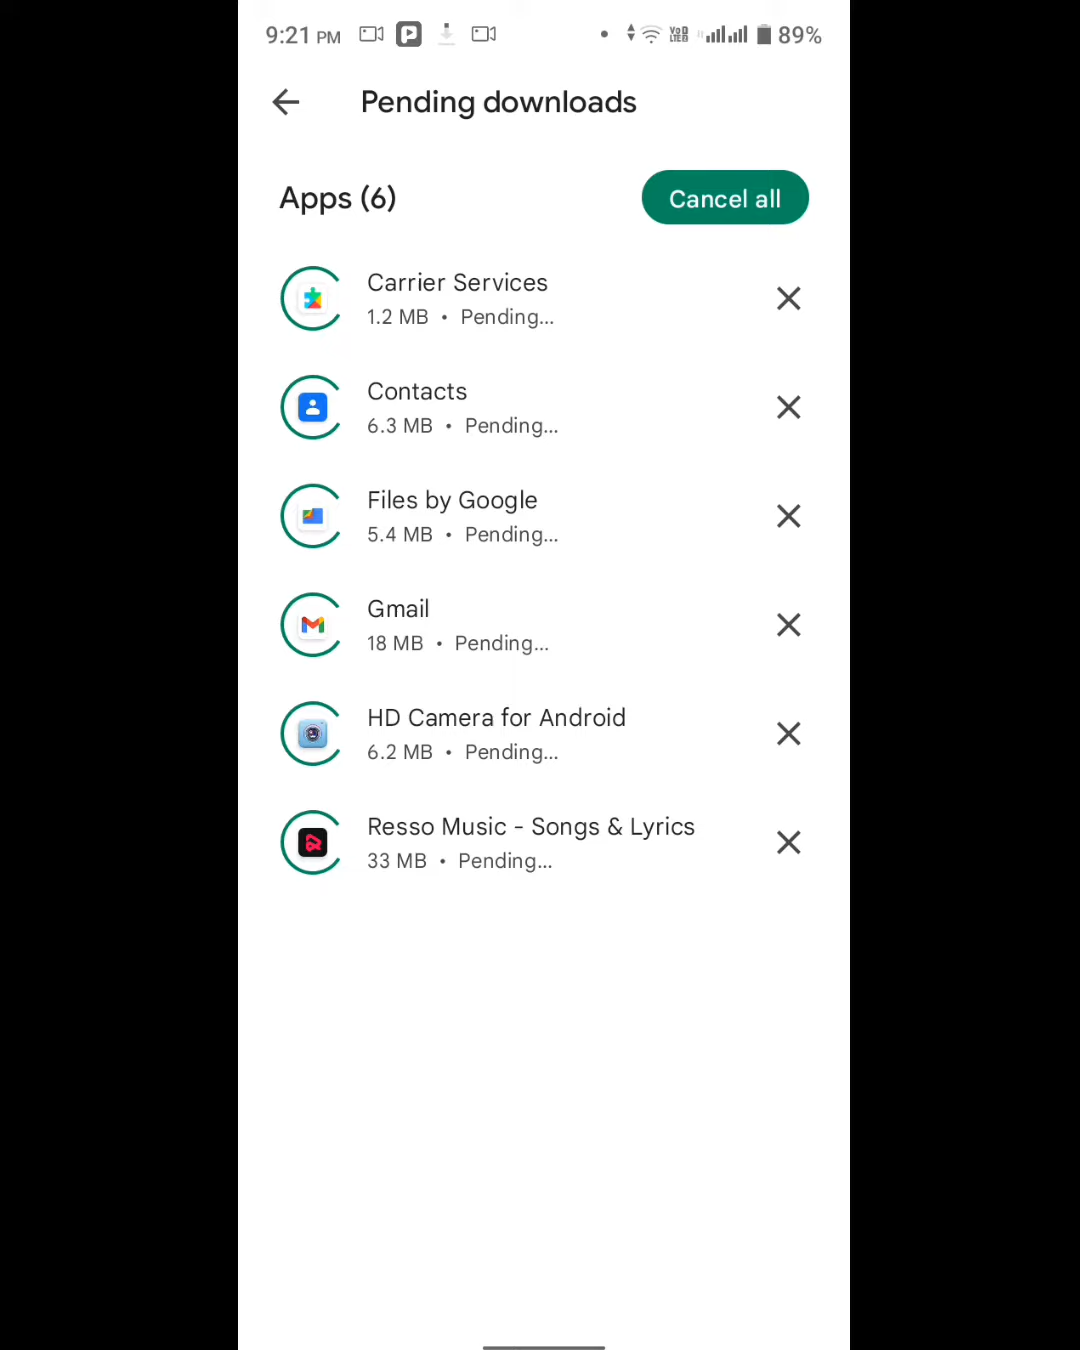 9:21 PM VoD LTE2 89%
Pending downloads
Apps (6) Cancel all
Carrier Services
1.2 MB • Pending...
Contacts
6.3 MB • Pending...
Files by Google
5.4 MB • Pending...
Gmail
18 MB • Pending...
HD Camera for Android
6.2 MB • Pending...
Resso Music - Songs & Lyrics
33 MB • Pending...